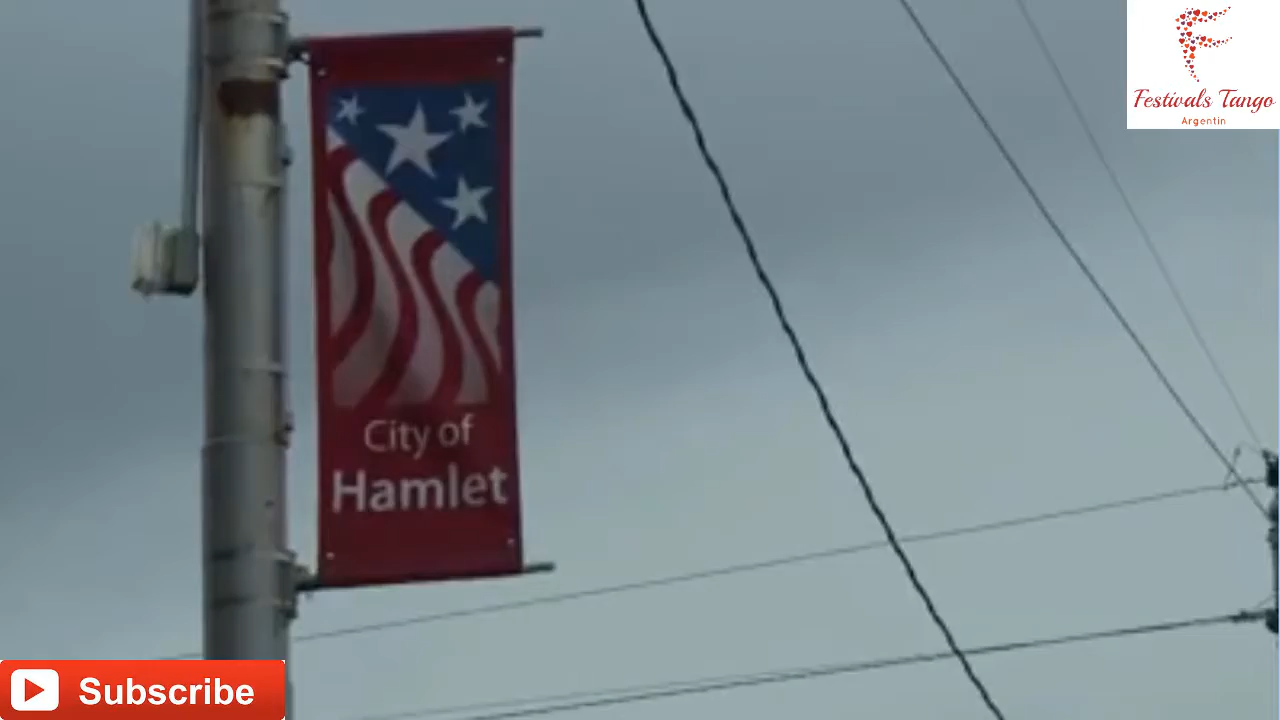 Festivals Tango
Argentin
City of
Hamlet
Subscribe